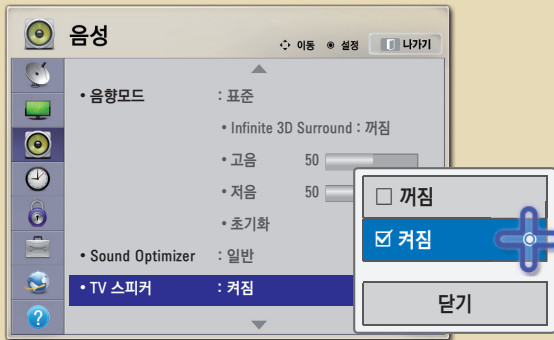 음성
이동 ◉ 설정 나가기
• 음향모드 : 표준
• Infinite 3D Surround : 꺼짐
• 고음 50
• 저음 50
• 초기화
• Sound Optimizer : 일반
• TV 스피커 : 켜짐
☐ 꺼짐
☑ 켜짐
닫기
?